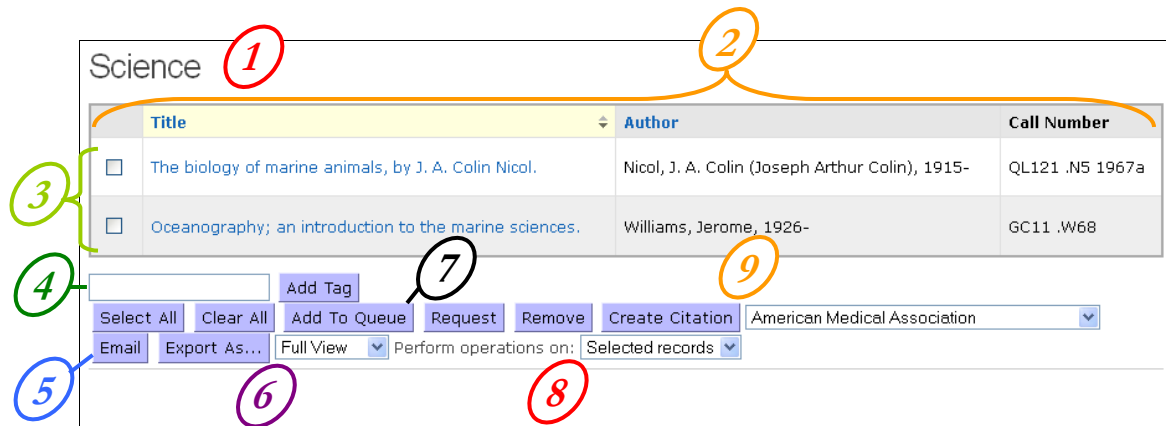 Science 1 2
Title Author Call Number
3
The biology of marine animals, by J. A. Colin Nicol. Nicol, J. A. Colin (Joseph Arthur Colin), 1915- QL121 .N5 1967a
Oceanography; an introduction to the marine sciences. Williams, Jerome, 1926- GC11 .W68
4 Add Tag 7 9
Select All Clear All Add To Queue Request Remove Create Citation American Medical Association
Email Export As... Full View Perform operations on: Selected records
5 6 8